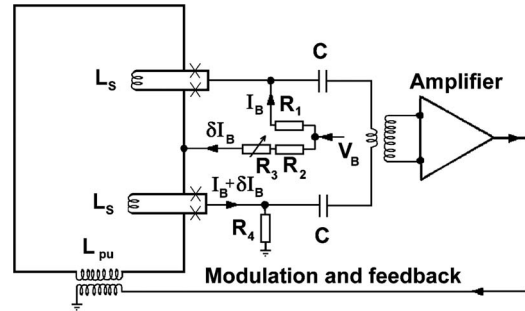 C
L_S
Amplifier
I_B R_1
δI_B
V_B
R_3 R_2
L_S
I_B+δI_B
R_4
C
L_pu
Modulation and feedback